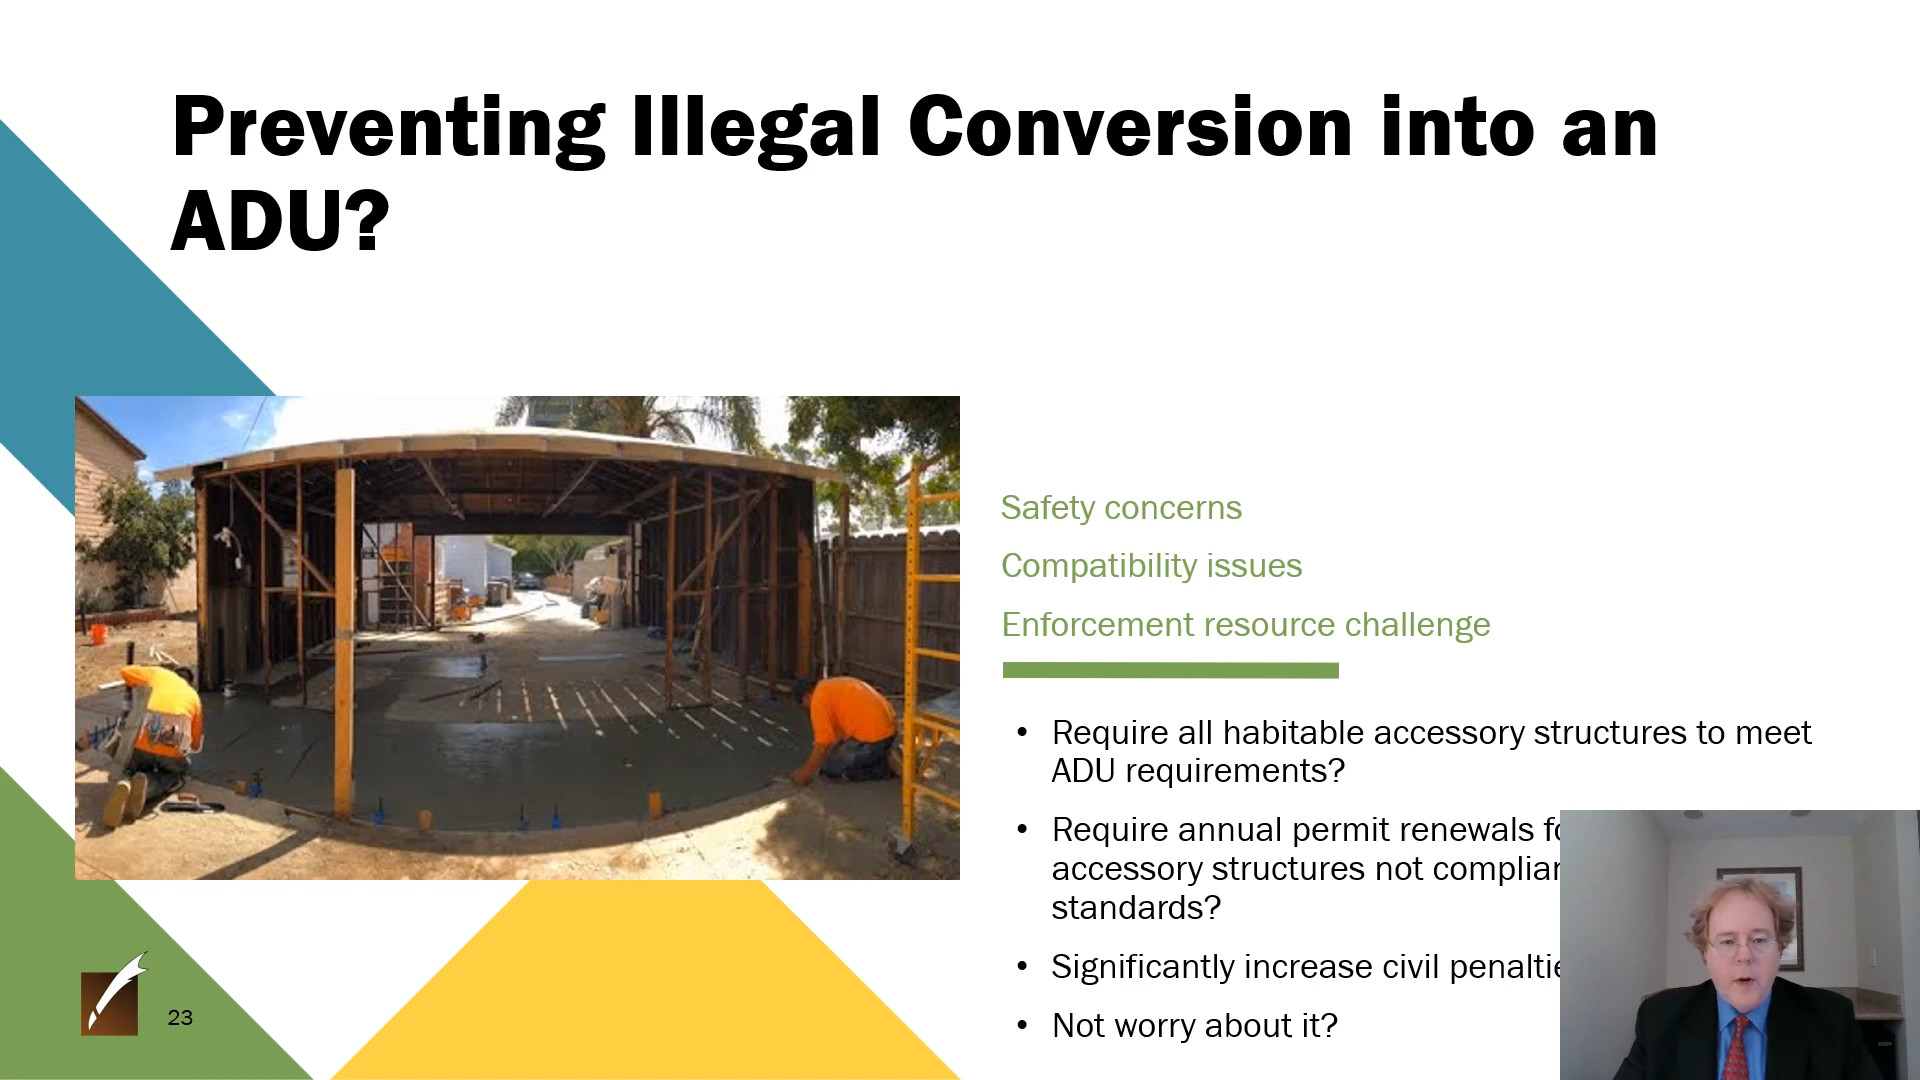 Preventing Illegal Conversion into an
ADU?
Safety concerns
Compatibility issues
Enforcement resource challenge
• Require all habitable accessory structures to meet
ADU requirements?
• Require annual permit renewals
accessory structures not
standards?
• Significantly increase civil
• Not worry about it?
23